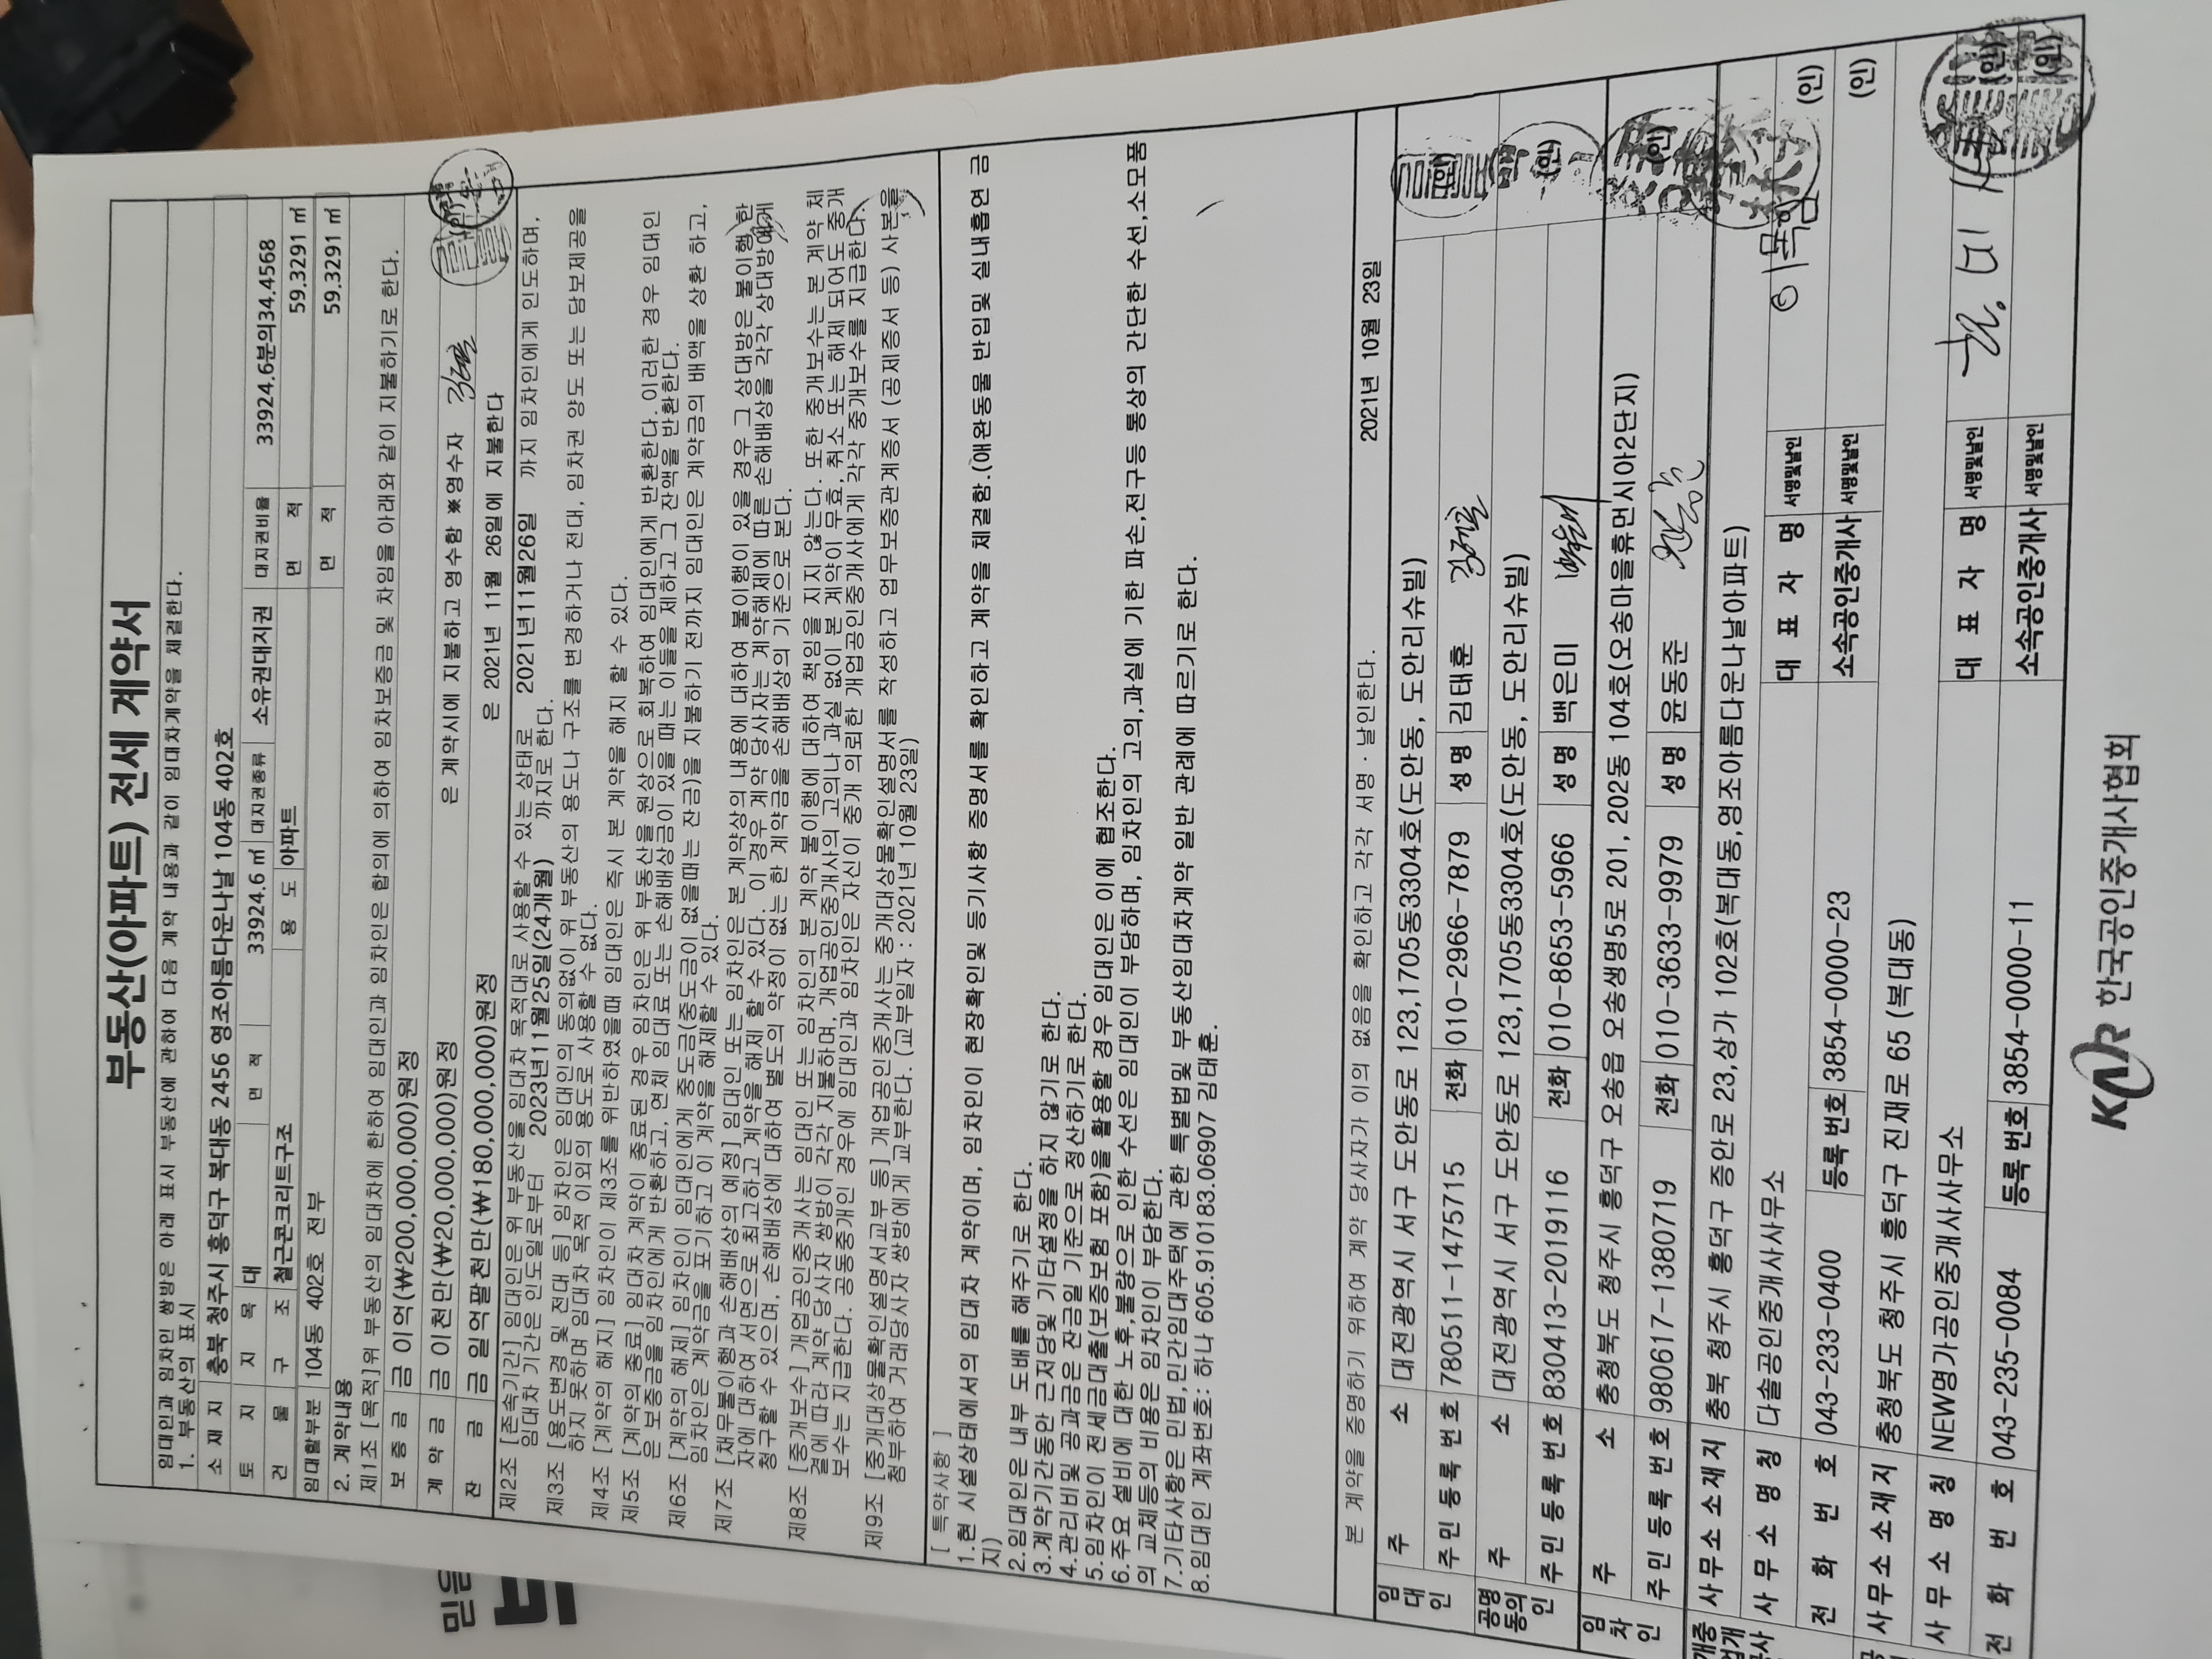 부동산(아파트) 전세 계약서
임대인과 임차인 쌍방은 아래 표시 부동산에 관하여 다음 계약 내용과 같이 임대차계약을 체결한다.
1. 부동산의 표시
소 재 지 충북 청주시 흥덕구 복대동 2456 영조아름다운나날 104동 402호
토 지 지 목 대 면 적 33924.6 ㎡ 대지권종류 소유권대지권 대지권비율 33924.6분의34.4568
건 물 구 조 철근콘크리트구조 용 도 아파트 면 적 59.3291 ㎡
임대할부분 104동 402호 전부 면 적 59.3291 ㎡
2. 계약내용
제1조 [목적]위 부동산의 임대차에 한하여 임대인과 임차인은 합의에 의하여 임차보증금 및 차임을 아래와 같이 지불하기로 한다.
보 증 금 금 이억(₩200,000,000)원정
계 약 금 금 이천만(₩20,000,000)원정 은 계약시에 지불하고 영수함 ※영수자 김태훈 (인)
잔 금 금 일억팔천만(₩180,000,000)원정 은 2021년 11월 26일에 지불한다
제2조 [존속기간] 임대인은 위 부동산을 임대차 목적대로 사용할 수 있는 상태로 2021년11월26일 까지 임차인에게 인도하며,
임대차 기간은 인도일로부터 2023년11월25일(24개월) 까지로 한다.
제3조 [용도변경 및 전대 등] 임차인은 임대인의 동의없이 위 부동산의 용도나 구조를 변경하거나 전대, 임차권 양도 또는 담보제공을
하지 못하며 임대차 목적 이외의 용도로 사용할 수 없다.
제4조 [계약의 해지] 임차인이 제3조를 위반하였을때 임대인은 즉시 본 계약을 해지 할 수 있다.
제5조 [계약의 종료] 임대차 계약이 종료된 경우 임차인은 위 부동산을 원상으로 회복하여 임대인에게 반환한다. 이러한 경우 임대인
은 보증금을 임차인에게 반환하고, 연체 임대료 또는 손해배상금이 있을 때는 이들을 제하고 그 잔액을 반환한다.
제6조 [계약의 해제] 임차인이 임대인에게 중도금(중도금이 없을때는 잔금)을 지불하기 전까지 임대인은 계약금의 배액을 상환 하고,
임차인은 계약금을 포기하고 이 계약을 해제할 수 있다.
제7조 [채무불이행과 손해배상의 예정] 임대인 또는 임차인은 본 계약상의 내용에 대하여 불이행이 있을 경우 그 상대방은 불이행 한
자에 대하여 서면으로 최고하고 계약을 해제 할 수 있다. 이 경우 계약 당사자는 계약해제에 따른 손해배상을 각각 상대방에게
청구할 수 있으며, 손해배상에 대하여 별도의 약정이 없는 한 계약금을 손해배상의 기준으로 본다.
제8조 [중개보수] 개업공인중개사는 임대인 또는 임차인의 본 계약 불이행에 대하여 책임을 지지 않는다. 또한 중개보수는 본 계약 체
결에 따라 계약 당사자 쌍방이 각각 지불하며, 개업공인중개사의 고의나 과실 없이 본 계약이 무효, 취소 또는 해제 되어도 중개
보수는 지급한다. 공동중개인 경우에 임대인과 임차인은 자신이 중개 의뢰한 개업공인중개사에게 각각 중개보수를 지급한다.
제9조 [중개대상물확인설명서교부 등] 개업공인중개사는 중개대상물확인설명서를 작성하고 업무보증관계증서 (공제증서 등) 사본을
첨부하여 거래당사자 쌍방에게 교부한다. (교부일자 : 2021년 10월 23일)
[ 특약사항 ]
1.현 시설상태에서의 임대차 계약이며, 임차인이 현장확인및 등기사항 증명서를 확인하고 계약을 체결함.(애완동물 반입및 실내흡연 금
지)
2.임대인은 내부 도배를 해주기로 한다.
3.계약기간동안 근저당및 기타설정을 하지 않기로 한다.
4.관리비및 공과금은 잔금일 기준으로 정산하기로 한다.
5.임차인이 전세금대출(보증보험 포함)을 활용할 경우 임대인은 이에 협조한다.
6.주요 설비에 대한 노후,불량으로 인한 수선은 임대인이 부담하며, 임차인의 고의,과실에 기한 파손,전구등 통상의 간단한 수선,소모품
의 교체등의 비용은 임차인이 부담한다.
7.기타사항은 민법,민간임대주택에 관한 특별법및 부동산임대차계약 일반 관례에 따르기로 한다.
8.임대인 계좌번호: 하나 605.910183.06907 김태훈.
본 계약을 증명하기 위하여 계약 당사자가 이의 없음을 확인하고 각각 서명 · 날인한다. 2021년 10월 23일
임대인 주 소 대전광역시 서구 도안동로 123,1705동3304호(도안동, 도안리슈빌)
주 민 등 록 번 호 780511-1475715 전화 010-2966-7879 성 명 김태훈 김태훈 (인)
공동명의인 주 소 대전광역시 서구 도안동로 123,1705동3304호(도안동, 도안리슈빌)
주 민 등 록 번 호 830413-2019116 전화 010-8653-5966 성 명 백은미 백은미 (인)
임차인 주 소 충청북도 청주시 흥덕구 오송읍 오송생명5로 201, 202동 104호(오송마을휴먼시아2단지)
주 민 등 록 번 호 980617-1380719 전화 010-3633-9979 성 명 윤동준 윤동준 (인)
사무소 소재지 충북 청주시 흥덕구 증안로 23,상가 102호(복대동,영조아름다운나날아파트)
사 무 소 명 칭 다솔공인중개사사무소 대 표 자 명 서명및날인 (인)
전 화 번 호 043-233-0400 등록 번호 3854-0000-23 소속공인중개사 서명및날인 (인)
사무소 소재지 충청북도 청주시 흥덕구 진재로 65 (복대동)
사 무 소 명 칭 NEW명가공인중개사사무소 대 표 자 명 서명및날인 (인)
전 화 번 호 043-235-0084 등록 번호 3854-0000-11 소속공인중개사 서명및날인 (인)
KAR 한국공인중개사협회